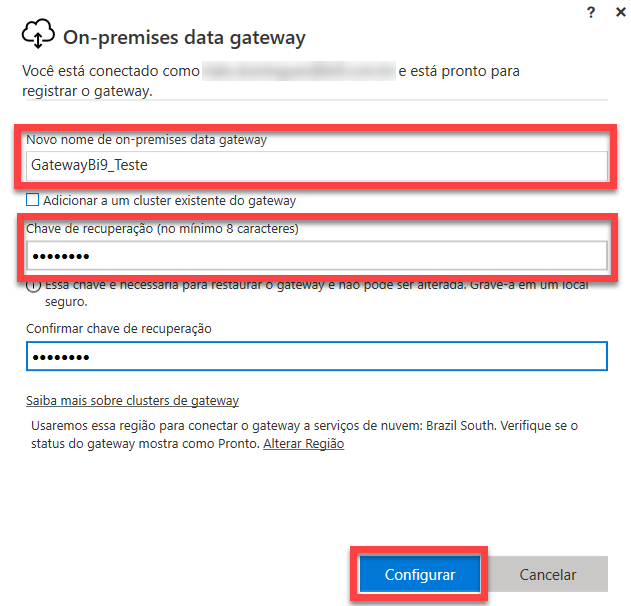 ? ×
On-premises data gateway
Você está conectado como e está pronto para
registrar o gateway.
Novo nome de on-premises data gateway
GatewayBi9_Teste
Adicionar a um cluster existente do gateway
Chave de recuperação (no mínimo 8 caracteres)
••••••••
Essa chave é necessária para restaurar o gateway e não pode ser alterada. Grave-a em um local
seguro.
Confirmar chave de recuperação
••••••••
Saiba mais sobre clusters de gateway
Usaremos essa região para conectar o gateway a serviços de nuvem: Brazil South. Verifique se o
status do gateway mostra como Pronto. Alterar Região
Configurar Cancelar